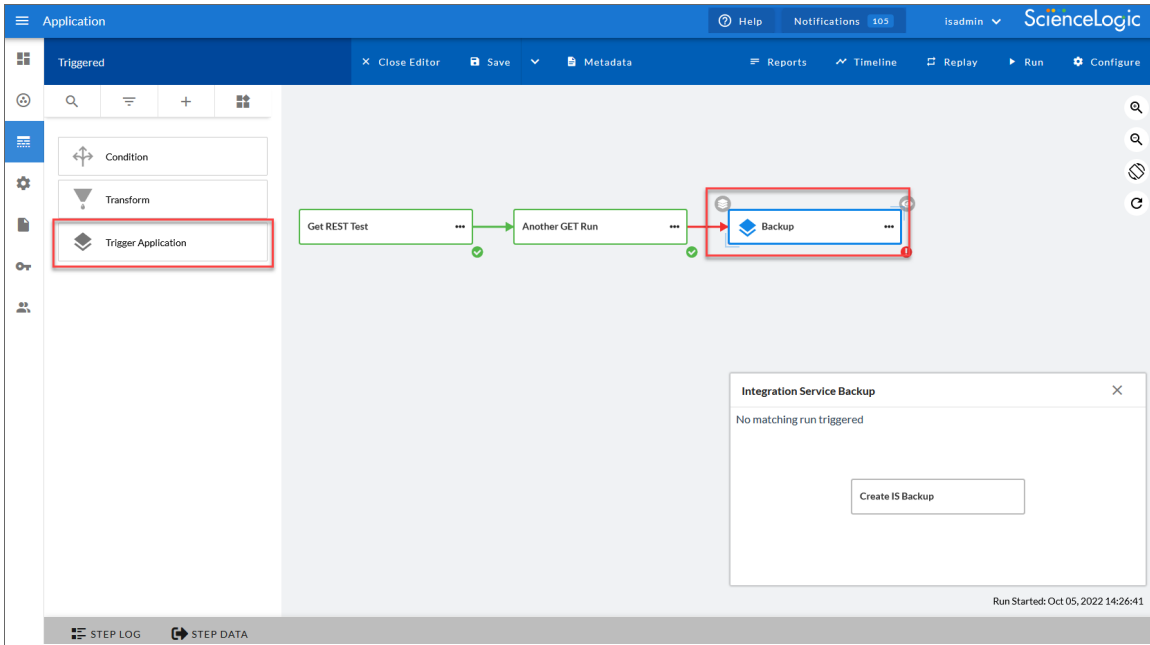 Application
Help
Notifications 105
isadmin
ScienceLogic
Triggered
Close Editor
Save
Metadata
Reports
Timeline
Replay
Run
Configure
Condition
Transform
Trigger Application
Get REST Test
Another GET Run
Backup
Integration Service Backup
No matching run triggered
Create IS Backup
Run Started: Oct 05, 2022 14:26:41
STEP LOG
STEP DATA